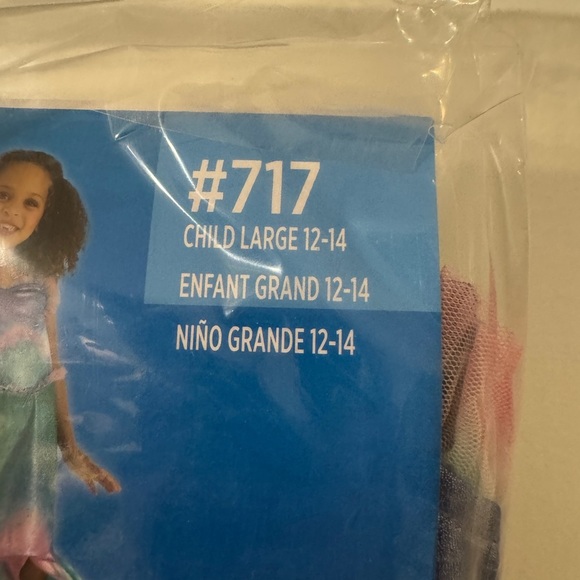 #717
CHILD LARGE 12-14
ENFANT GRAND 12-14
NIÑO GRANDE 12-14